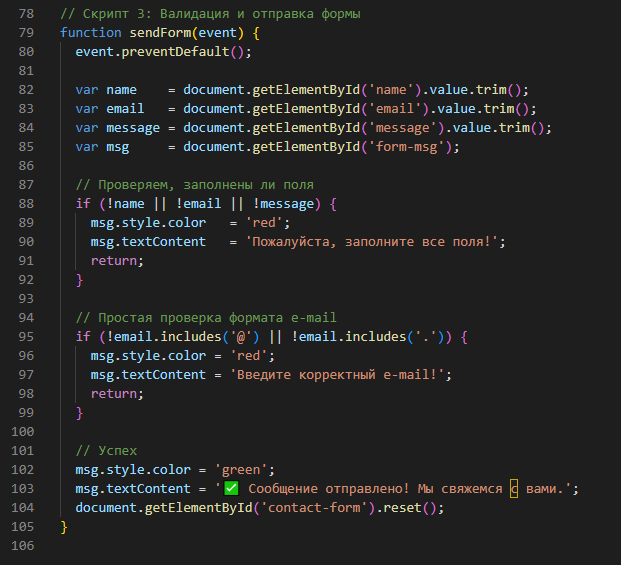 78 // Скрипт 3: Валидация и отправка формы
79 function sendForm(event) {
80   event.preventDefault();
81
82   var name    = document.getElementById('name').value.trim();
83   var email   = document.getElementById('email').value.trim();
84   var message = document.getElementById('message').value.trim();
85   var msg     = document.getElementById('form-msg');
86
87   // Проверяем, заполнены ли поля
88   if (!name || !email || !message) {
89     msg.style.color   = 'red';
90     msg.textContent   = 'Пожалуйста, заполните все поля!';
91     return;
92   }
93
94   // Простая проверка формата e-mail
95   if (!email.includes('@') || !email.includes('.')) {
96     msg.style.color = 'red';
97     msg.textContent = 'Введите корректный e-mail!';
98     return;
99   }
100
101   // Успех
102   msg.style.color = 'green';
103   msg.textContent = '✅ Сообщение отправлено! Мы свяжемся с вами.';
104   document.getElementById('contact-form').reset();
105 }
106